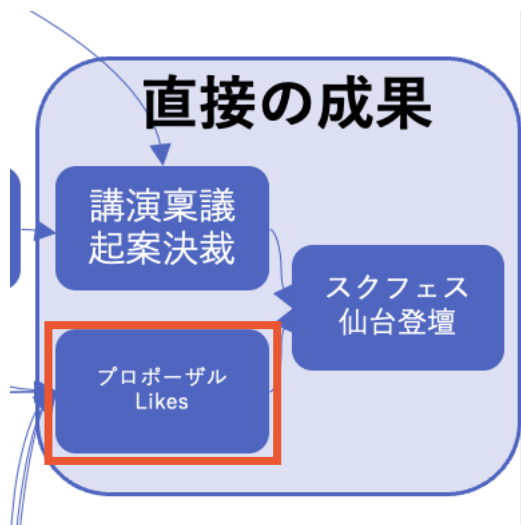 直接の成果
講演稟議
起案決裁
スクフェス
仙台登壇
プロポーザル
Likes